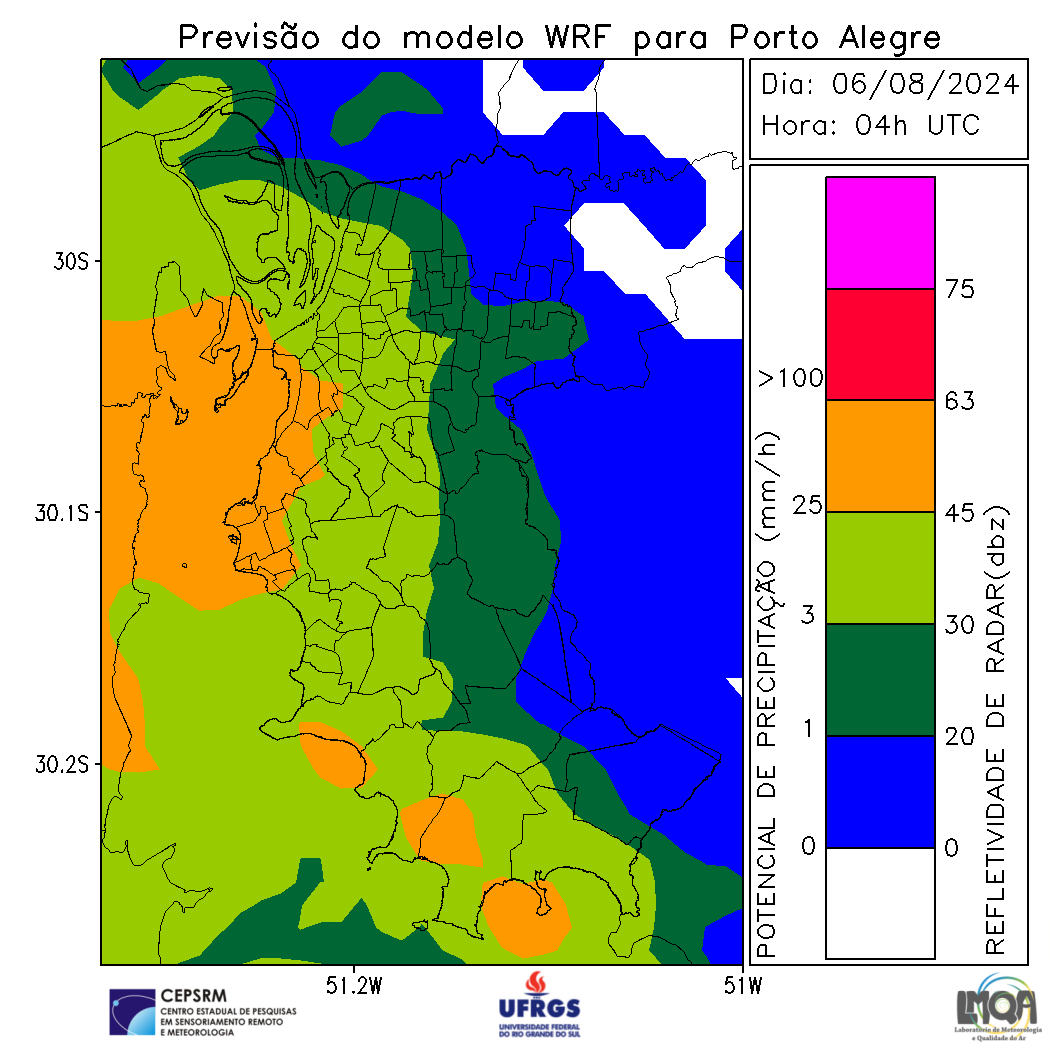 Previsão do modelo WRF para Porto Alegre
Dia: 06/08/2024
Hora: 04h UTC
30S
30.1S
30.2S
51.2W
51W
POTENCIAL DE PRECIPITAÇÃO (mm/h)
>100
25
3
1
0
75
63
45
30
20
0
REFLETIVIDADE DE RADAR(dbz)
CEPSRM
CENTRO ESTADUAL DE PESQUISAS
EM SENSORIAMENTO REMOTO
E METEOROLOGIA
UFRGS
UNIVERSIDADE FEDERAL
DO RIO GRANDE DO SUL
LMQA
Laboratório de Meteorologia
e Qualidade do Ar